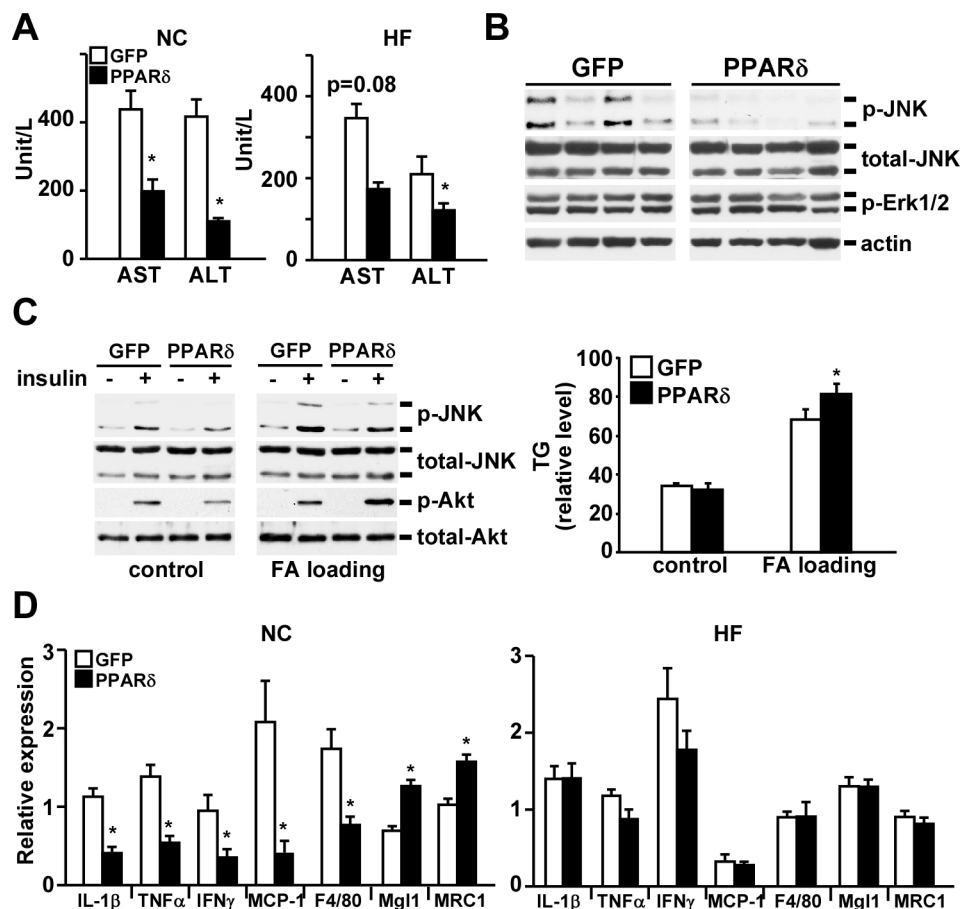 A
NC
HF
GFP
PPARδ
Unit/L
400
200
0
*
*
AST ALT
Unit/L
400
200
0
p=0.08
*
AST ALT
B
GFP PPARδ
p-JNK
total-JNK
p-Erk1/2
actin
C
GFP PPARδ GFP PPARδ
insulin - + - + - + - +
p-JNK
total-JNK
p-Akt
total-Akt
control FA loading
TG
(relative level)
100
80
60
40
20
0
GFP
PPARδ
*
control FA loading
D
NC
HF
GFP
PPARδ
Relative expression
3
2
1
0
* * * * * * *
IL-1β TNFα IFNγ MCP-1 F4/80 Mgl1 MRC1
3
2
1
0
IL-1β TNFα IFNγ MCP-1 F4/80 Mgl1 MRC1